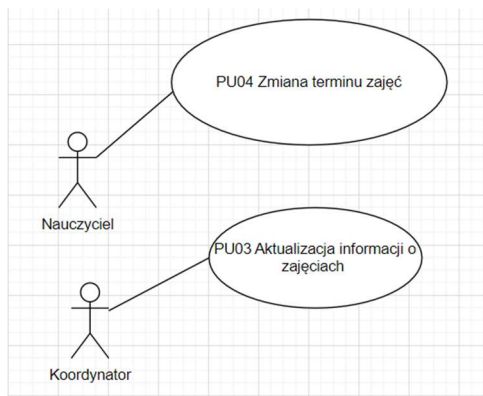 PU04 Zmiana terminu zajęć
Nauczyciel
PU03 Aktualizacja informacji o
zajęciach
Koordynator